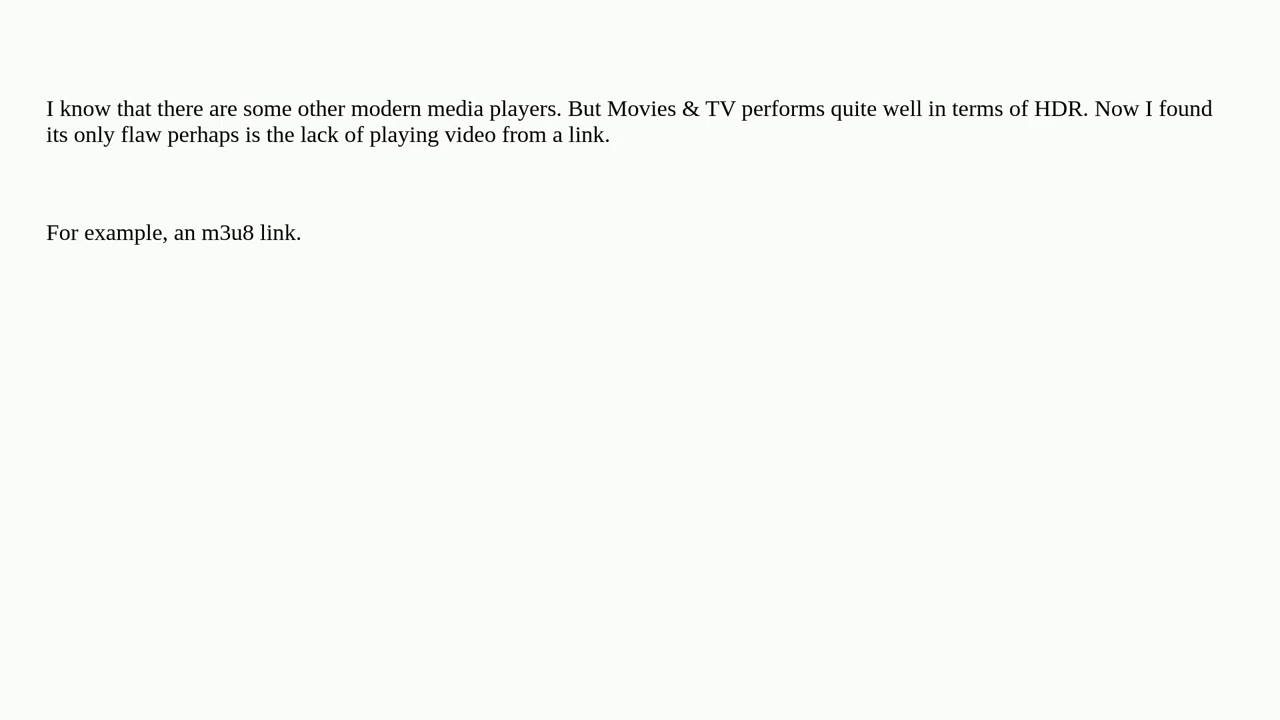 I know that there are some other modern media players. But Movies & TV performs quite well in terms of HDR. Now I found
its only flaw perhaps is the lack of playing video from a link.
For example, an m3u8 link.